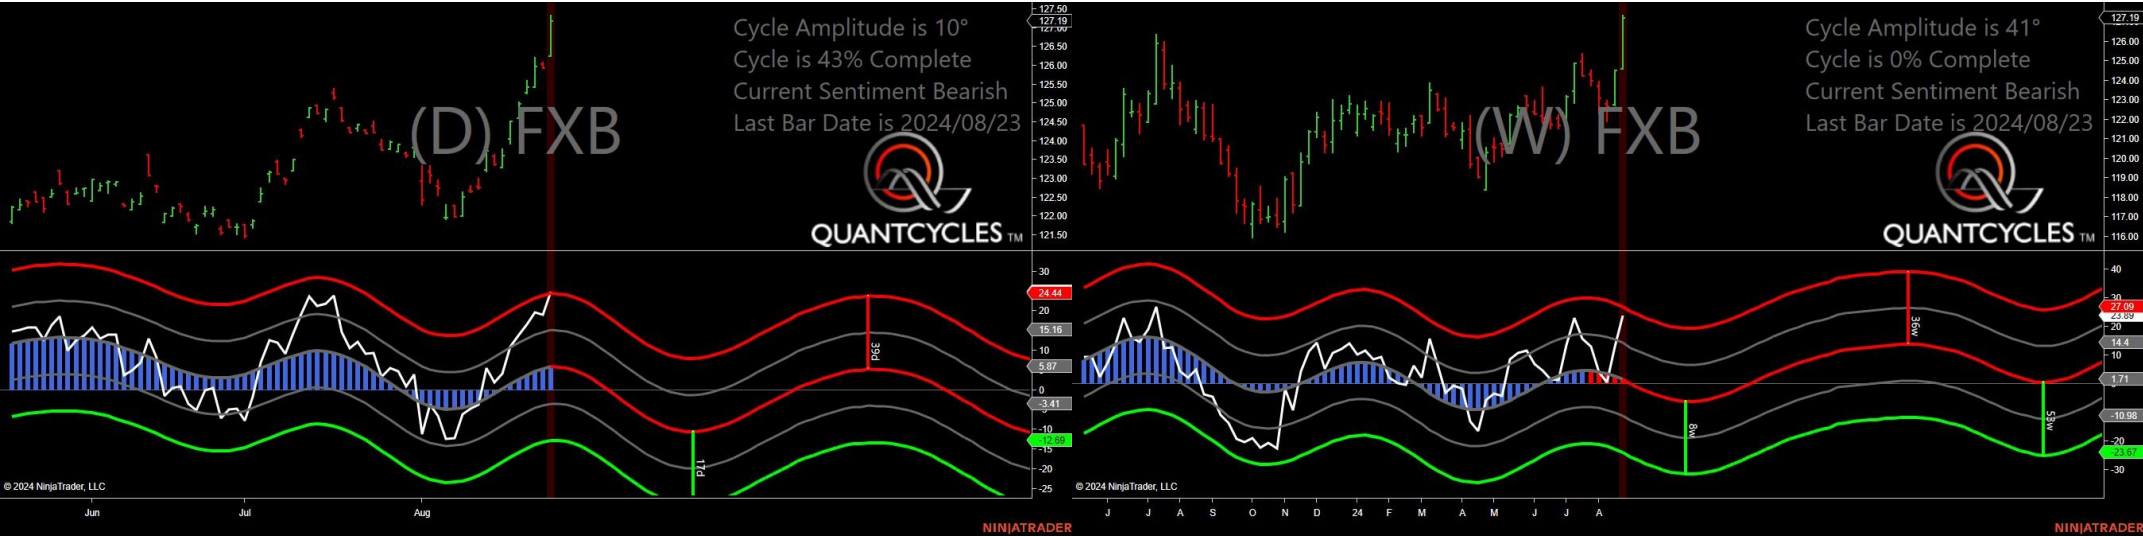 Cycle Amplitude is 10°
Cycle is 43% Complete
Current Sentiment Bearish
Last Bar Date is 2024/08/23
(D) FXB
QUANTCYCLES TM
127.50
127.19
127.00
126.50
126.00
125.50
125.00
124.50
124.00
123.50
123.00
122.50
122.00
121.50
30
24.44
20
15.16
10
5.87
0
-3.41
-10
-12.69
-20
-25
39d
17d
© 2024 NinjaTrader, LLC
Jun Jul Aug
NINJATRADER
Cycle Amplitude is 41°
Cycle is 0% Complete
Current Sentiment Bearish
Last Bar Date is 2024/08/23
(W) FXB
QUANTCYCLES TM
127.19
126.00
125.00
124.00
123.00
122.00
121.00
120.00
119.00
118.00
117.00
116.00
40
30
27.09
23.89
20
14.4
10
1.71
-10.98
-20
-23.67
-30
36w
8w
53w
© 2024 NinjaTrader, LLC
J J A S O N D 24 F M A M J J A
NINJATRADER